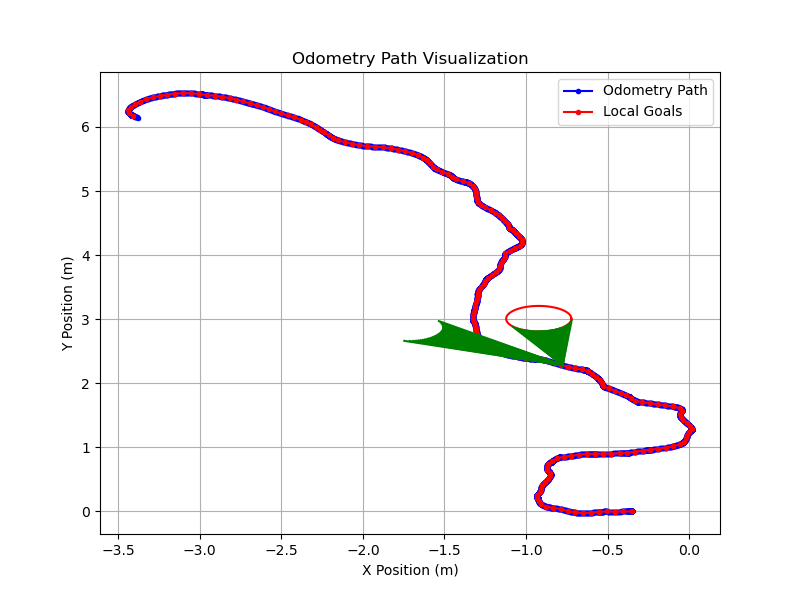 Odometry Path Visualization
Odometry Path
Local Goals
Y Position (m)
6
5
4
3
2
1
0
−3.5 −3.0 −2.5 −2.0 −1.5 −1.0 −0.5 0.0
X Position (m)